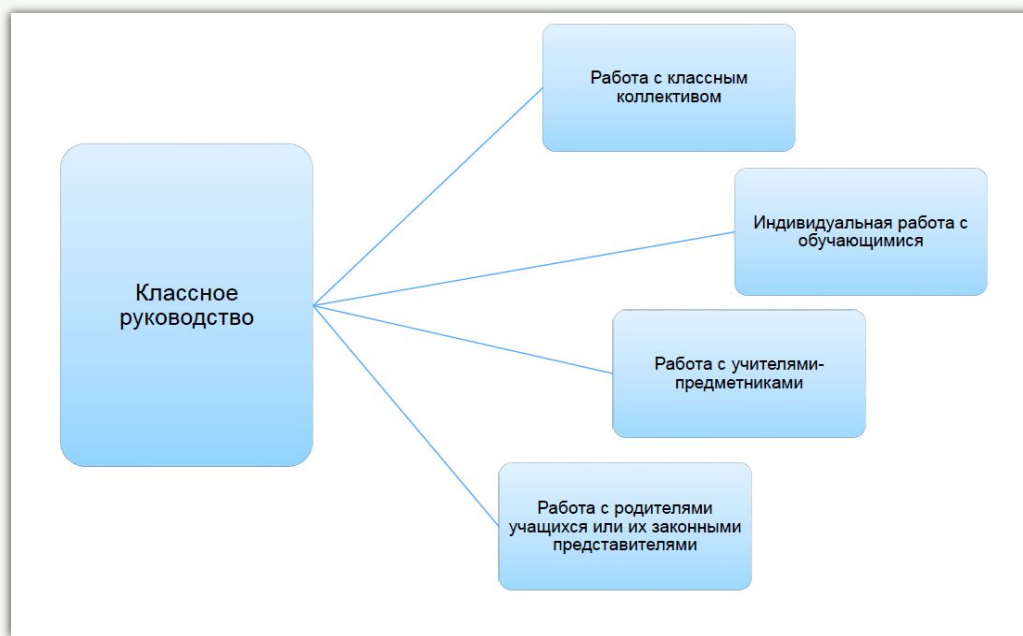 Работа с классным
коллективом
Индивидуальная работа с
обучающимися
Классное
руководство
Работа с учителями-
предметниками
Работа с родителями
учащихся или их законными
представителями